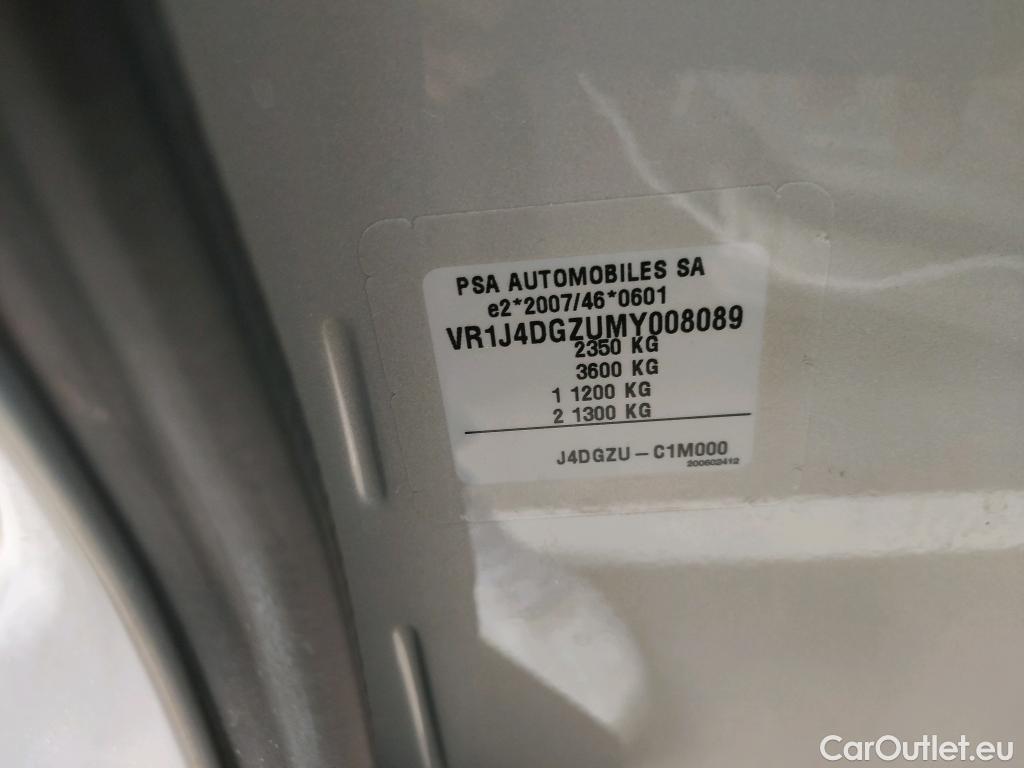 PSA AUTOMOBILES SA
e2*2007/46*0601
VR1J4DGZUMY008089
2350 KG
3600 KG
1 1200 KG
2 1300 KG
J4DGZU – C1M000
200602412
CarOutlet.eu